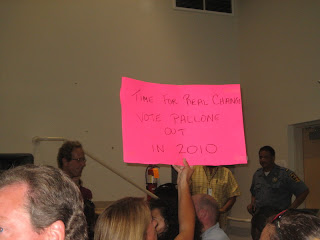 TIME FOR REAL CHANGE
VOTE PALLONE
OUT
IN 2010